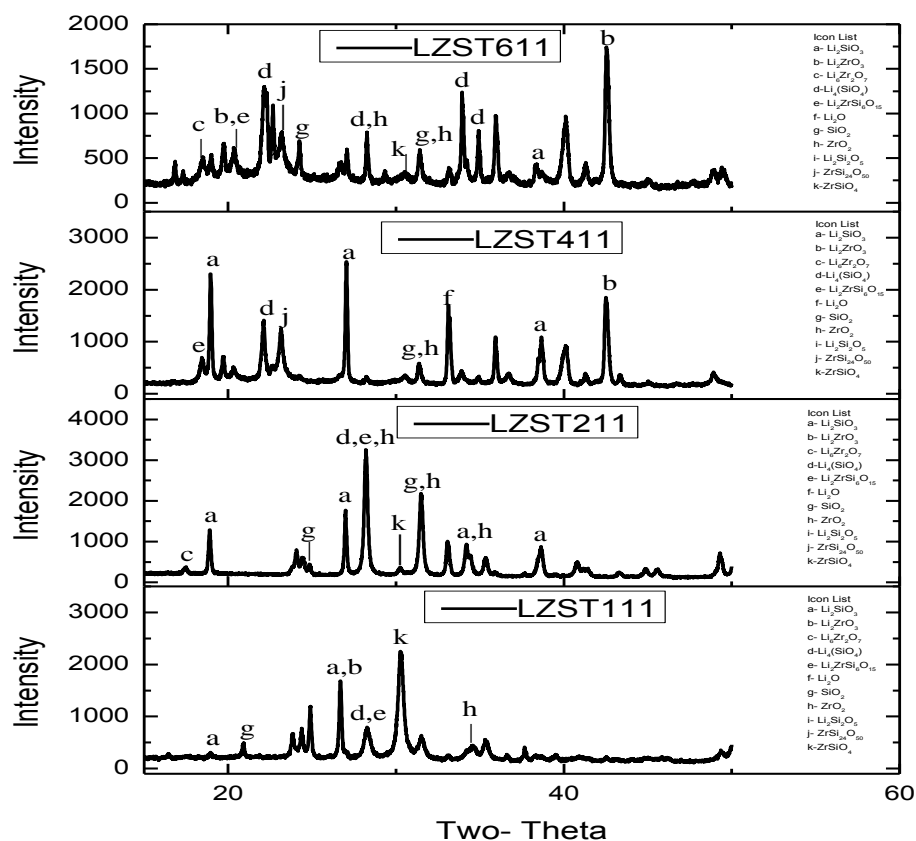 2000
1500
1000
500
0
Intensity
LZST611
c
b,e
d
j
g
d,h
k
g,h
d
d
a
b
Icon List
a- Li₂SiO₃
b- Li₂ZrO₃
c- Li₆Zr₂O₇
d-Li₄(SiO₄)
e- Li₂ZrSi₆O₁₅
f- Li₂O
g- SiO₂
h- ZrO₂
i- Li₂Si₂O₅
j- ZrSi₂₄O₅₀
k-ZrSiO₄
3000
2000
1000
0
Intensity
LZST411
e
a
d
j
a
g,h
f
a
b
Icon List
a- Li₂SiO₃
b- Li₂ZrO₃
c- Li₆Zr₂O₇
d-Li₄(SiO₄)
e- Li₂ZrSi₆O₁₅
f- Li₂O
g- SiO₂
h- ZrO₂
i- Li₂Si₂O₅
j- ZrSi₂₄O₅₀
k-ZrSiO₄
4000
3000
2000
1000
0
Intensity
LZST211
c
a
g
a
d,e,h
k
g,h
a,h
a
Icon List
a- Li₂SiO₃
b- Li₂ZrO₃
c- Li₆Zr₂O₇
d-Li₄(SiO₄)
e- Li₂ZrSi₆O₁₅
f- Li₂O
g- SiO₂
h- ZrO₂
i- Li₂Si₂O₅
j- ZrSi₂₄O₅₀
k-ZrSiO₄
3000
2000
1000
0
Intensity
LZST111
a
g
a,b
d,e
k
h
Icon List
a- Li₂SiO₃
b- Li₂ZrO₃
c- Li₆Zr₂O₇
d-Li₄(SiO₄)
e- Li₂ZrSi₆O₁₅
f- Li₂O
g- SiO₂
h- ZrO₂
i- Li₂Si₂O₅
j- ZrSi₂₄O₅₀
k-ZrSiO₄
20 40 60
Two- Theta